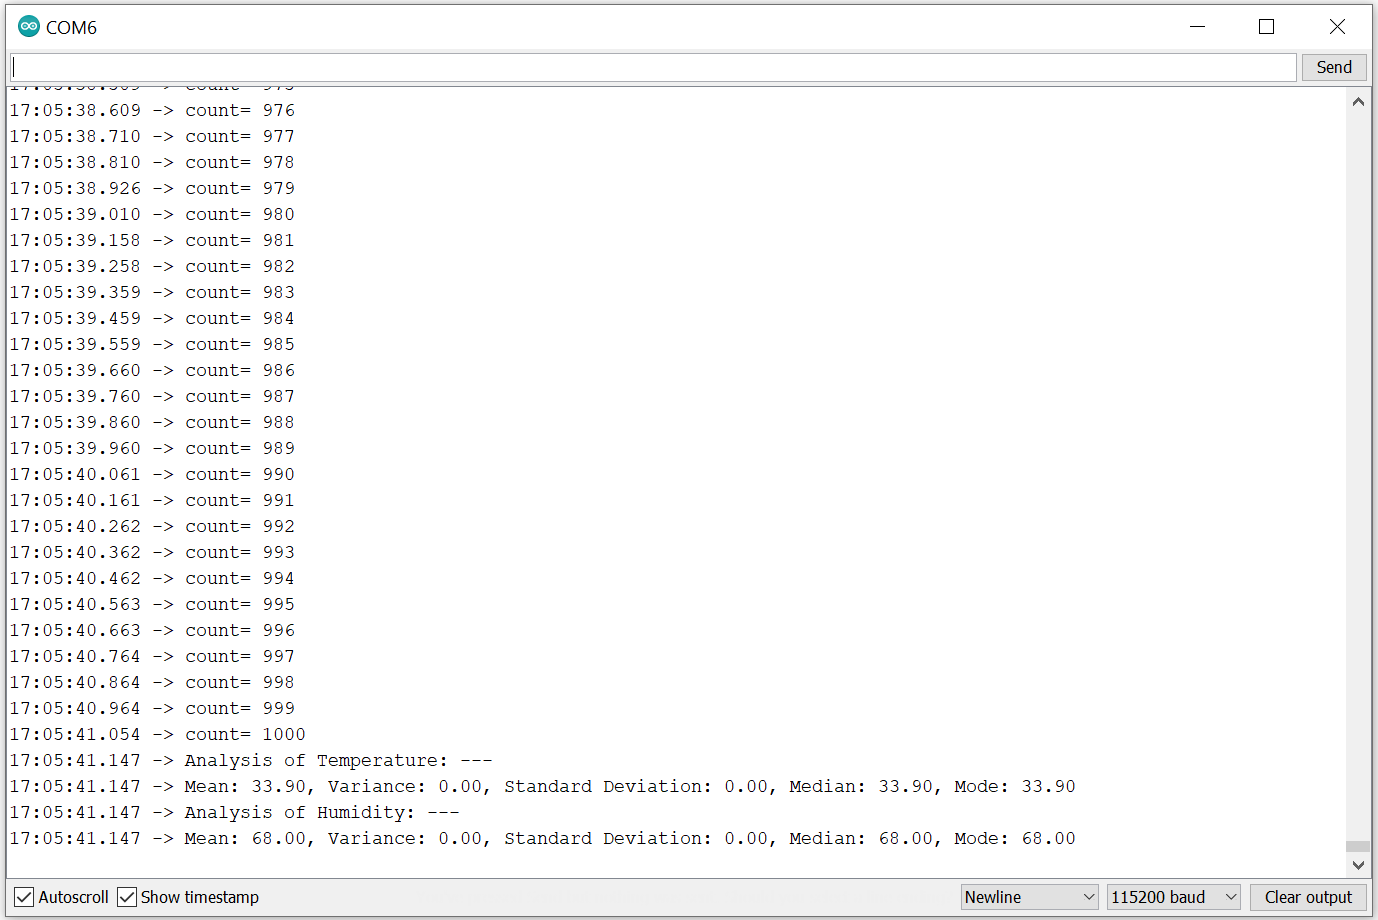 COM6
Send
17:05:38.609 -> count= 976
17:05:38.710 -> count= 977
17:05:38.810 -> count= 978
17:05:38.926 -> count= 979
17:05:39.010 -> count= 980
17:05:39.158 -> count= 981
17:05:39.258 -> count= 982
17:05:39.359 -> count= 983
17:05:39.459 -> count= 984
17:05:39.559 -> count= 985
17:05:39.660 -> count= 986
17:05:39.760 -> count= 987
17:05:39.860 -> count= 988
17:05:39.960 -> count= 989
17:05:40.061 -> count= 990
17:05:40.161 -> count= 991
17:05:40.262 -> count= 992
17:05:40.362 -> count= 993
17:05:40.462 -> count= 994
17:05:40.563 -> count= 995
17:05:40.663 -> count= 996
17:05:40.764 -> count= 997
17:05:40.864 -> count= 998
17:05:40.964 -> count= 999
17:05:41.054 -> count= 1000
17:05:41.147 -> Analysis of Temperature: ---
17:05:41.147 -> Mean: 33.90, Variance: 0.00, Standard Deviation: 0.00, Median: 33.90, Mode: 33.90
17:05:41.147 -> Analysis of Humidity: ---
17:05:41.147 -> Mean: 68.00, Variance: 0.00, Standard Deviation: 0.00, Median: 68.00, Mode: 68.00
Autoscroll Show timestamp Newline 115200 baud Clear output